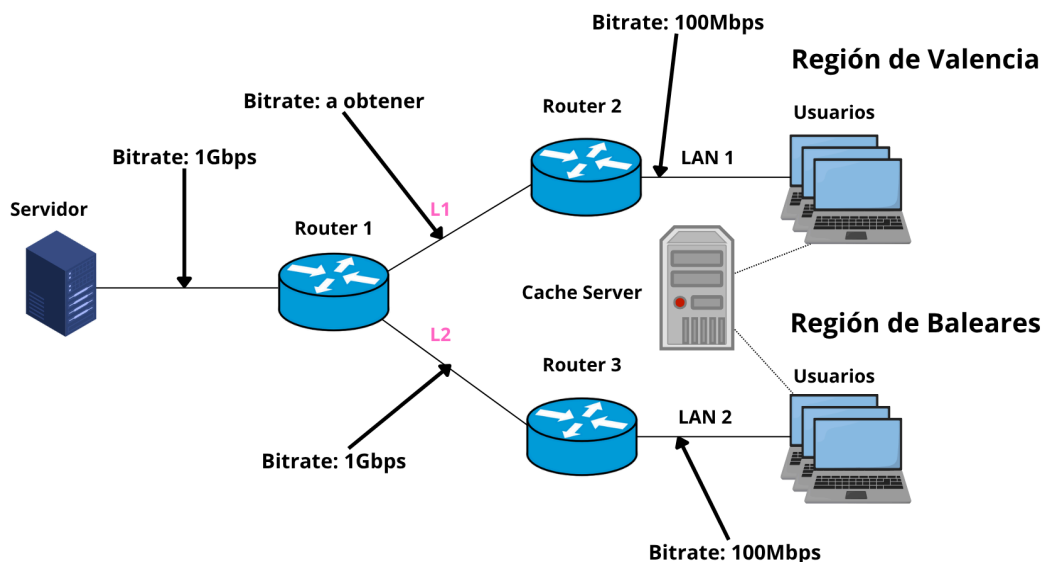 Bitrate: 100Mbps
Región de Valencia
Bitrate: a obtener
Router 2
Usuarios
Bitrate: 1Gbps
LAN 1
Servidor
L1
Router 1
Cache Server
Región de Baleares
L2
Router 3
Usuarios
LAN 2
Bitrate: 1Gbps
Bitrate: 100Mbps